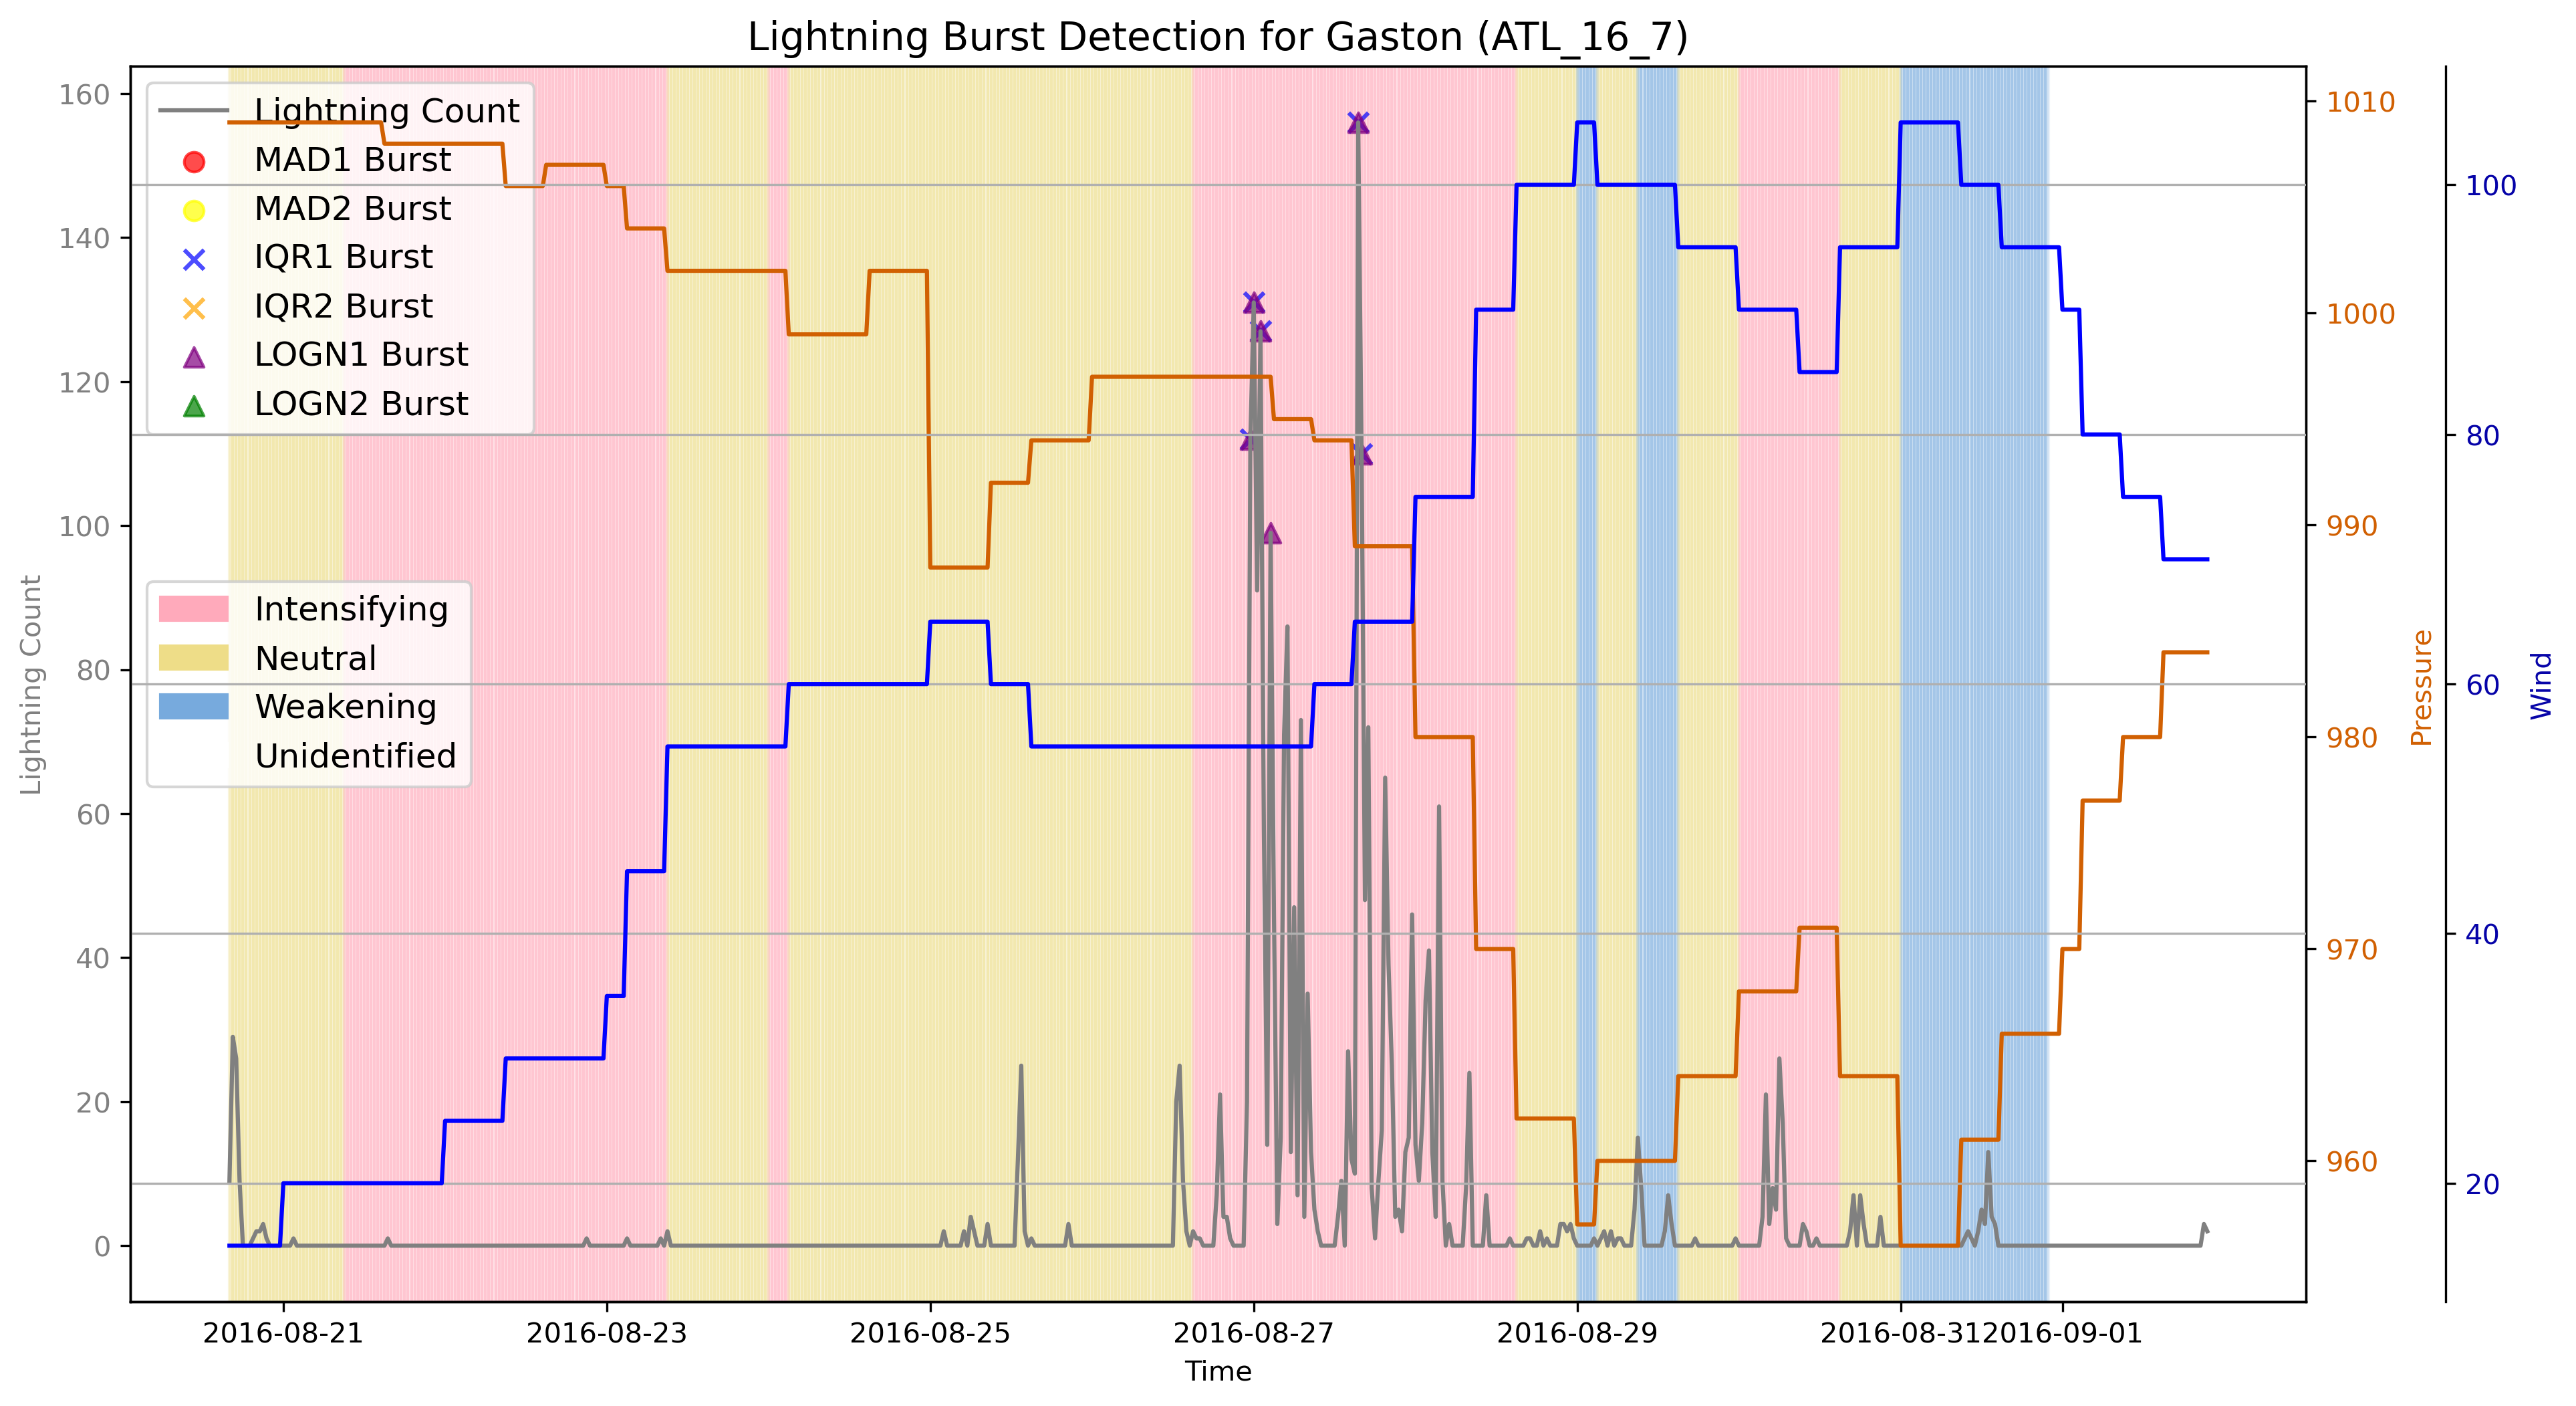 Lightning Burst Detection for Gaston (ATL_16_7)
160
140
120
100
80
60
40
20
0
Lightning Count
Lightning Count
MAD1 Burst
MAD2 Burst
IQR1 Burst
IQR2 Burst
LOGN1 Burst
LOGN2 Burst
Intensifying
Neutral
Weakening
Unidentified
1010
1000
990
980
970
960
Pressure
100
80
60
40
20
Wind
2016-08-21
2016-08-23
2016-08-25
2016-08-27
2016-08-29
2016-08-31
2016-09-01
Time